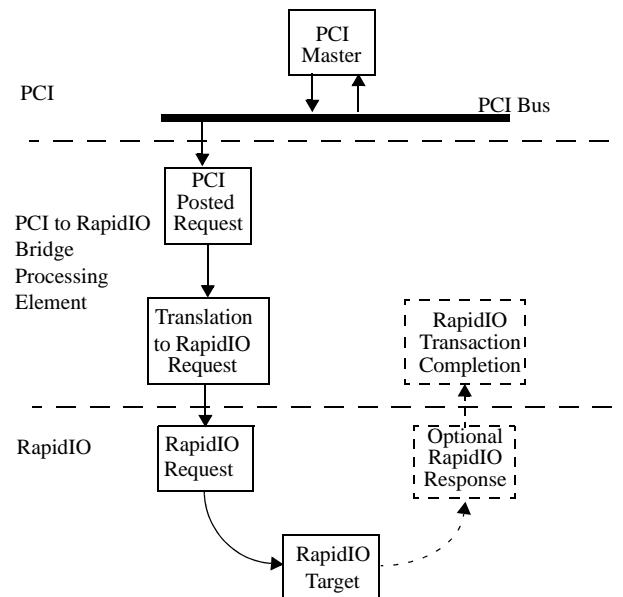 PCI
Master
PCI
PCI Bus
PCI
Posted
Request
PCI to RapidIO
Bridge
Processing
Element
Translation
to RapidIO
Request
RapidIO
Transaction
Completion
RapidIO
RapidIO
Request
Optional
RapidIO
Response
RapidIO
Target